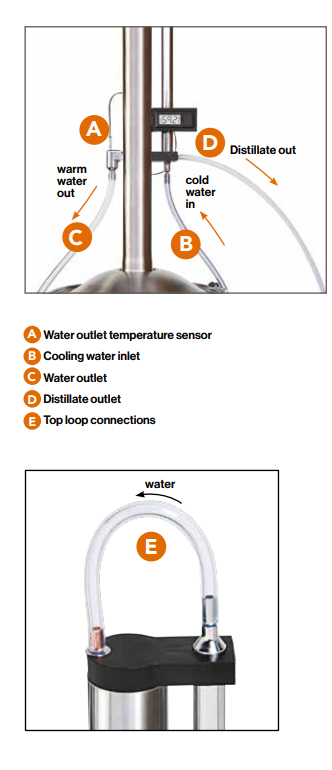 592
A
D
Distillate out
warm
water
out
cold
water
in
C
B
A Water outlet temperature sensor
B Cooling water inlet
C Water outlet
D Distillate outlet
E Top loop connections
water
E